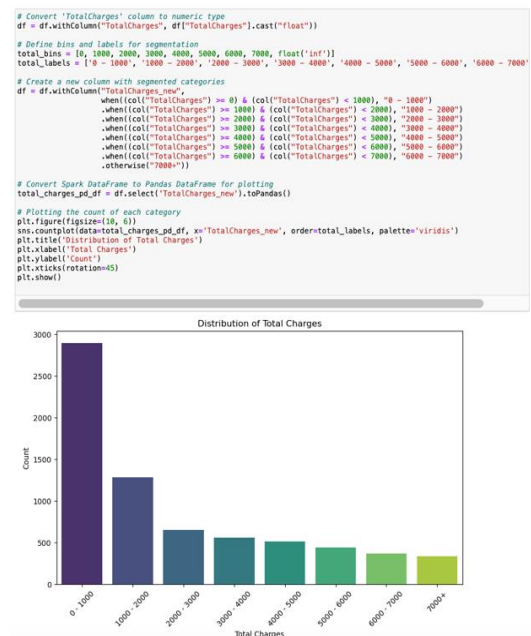 # Convert 'TotalCharges' column to numeric type
df = df.withColumn("TotalCharges", df["TotalCharges"].cast("float"))
# Define bins and labels for segmentation
total_bins = [0, 1000, 2000, 3000, 4000, 5000, 6000, 7000, float('inf')]
total_labels = ['0 - 1000', '1000 - 2000', '2000 - 3000', '3000 - 4000', '4000 - 5000', '5000 - 6000', '6000 - 7000'
# Create a new column with segmented categories
df = df.withColumn("TotalCharges_new",
when((col("TotalCharges") >= 0) & (col("TotalCharges") < 1000), "0 - 1000")
.when((col("TotalCharges") >= 1000) & (col("TotalCharges") < 2000), "1000 - 2000")
.when((col("TotalCharges") >= 2000) & (col("TotalCharges") < 3000), "2000 - 3000")
.when((col("TotalCharges") >= 3000) & (col("TotalCharges") < 4000), "3000 - 4000")
.when((col("TotalCharges") >= 4000) & (col("TotalCharges") < 5000), "4000 - 5000")
.when((col("TotalCharges") >= 5000) & (col("TotalCharges") < 6000), "5000 - 6000")
.when((col("TotalCharges") >= 6000) & (col("TotalCharges") < 7000), "6000 - 7000")
.otherwise("7000+"))
# Convert Spark DataFrame to Pandas DataFrame for plotting
total_charges_pd_df = df.select('TotalCharges_new').toPandas()
# Plotting the count of each category
plt.figure(figsize=(10, 6))
sns.countplot(data=total_charges_pd_df, x='TotalCharges_new', order=total_labels, palette='viridis')
plt.title('Distribution of Total Charges')
plt.xlabel('Total Charges')
plt.ylabel('Count')
plt.xticks(rotation=45)
plt.show()
Distribution of Total Charges
3000
2500
2000
1500
1000
500
0
Count
0 - 1000
1000 - 2000
2000 - 3000
3000 - 4000
4000 - 5000
5000 - 6000
6000 - 7000
7000+
Total Charges